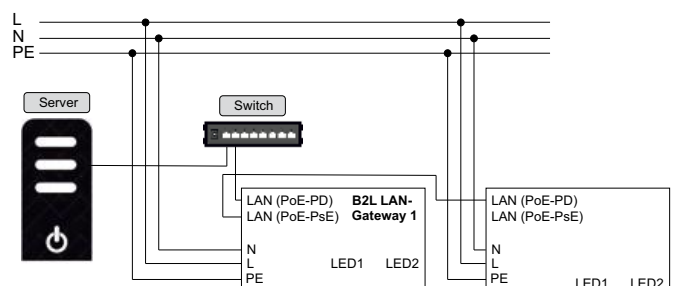 L
N
PE
Server
Switch
LAN (PoE-PD) B2L LAN-
LAN (PoE-PsE) Gateway 1
N
L LED1 LED2
PE
LAN (PoE-PD)
LAN (PoE-PsE)
N
L
PE
LED1 LED2